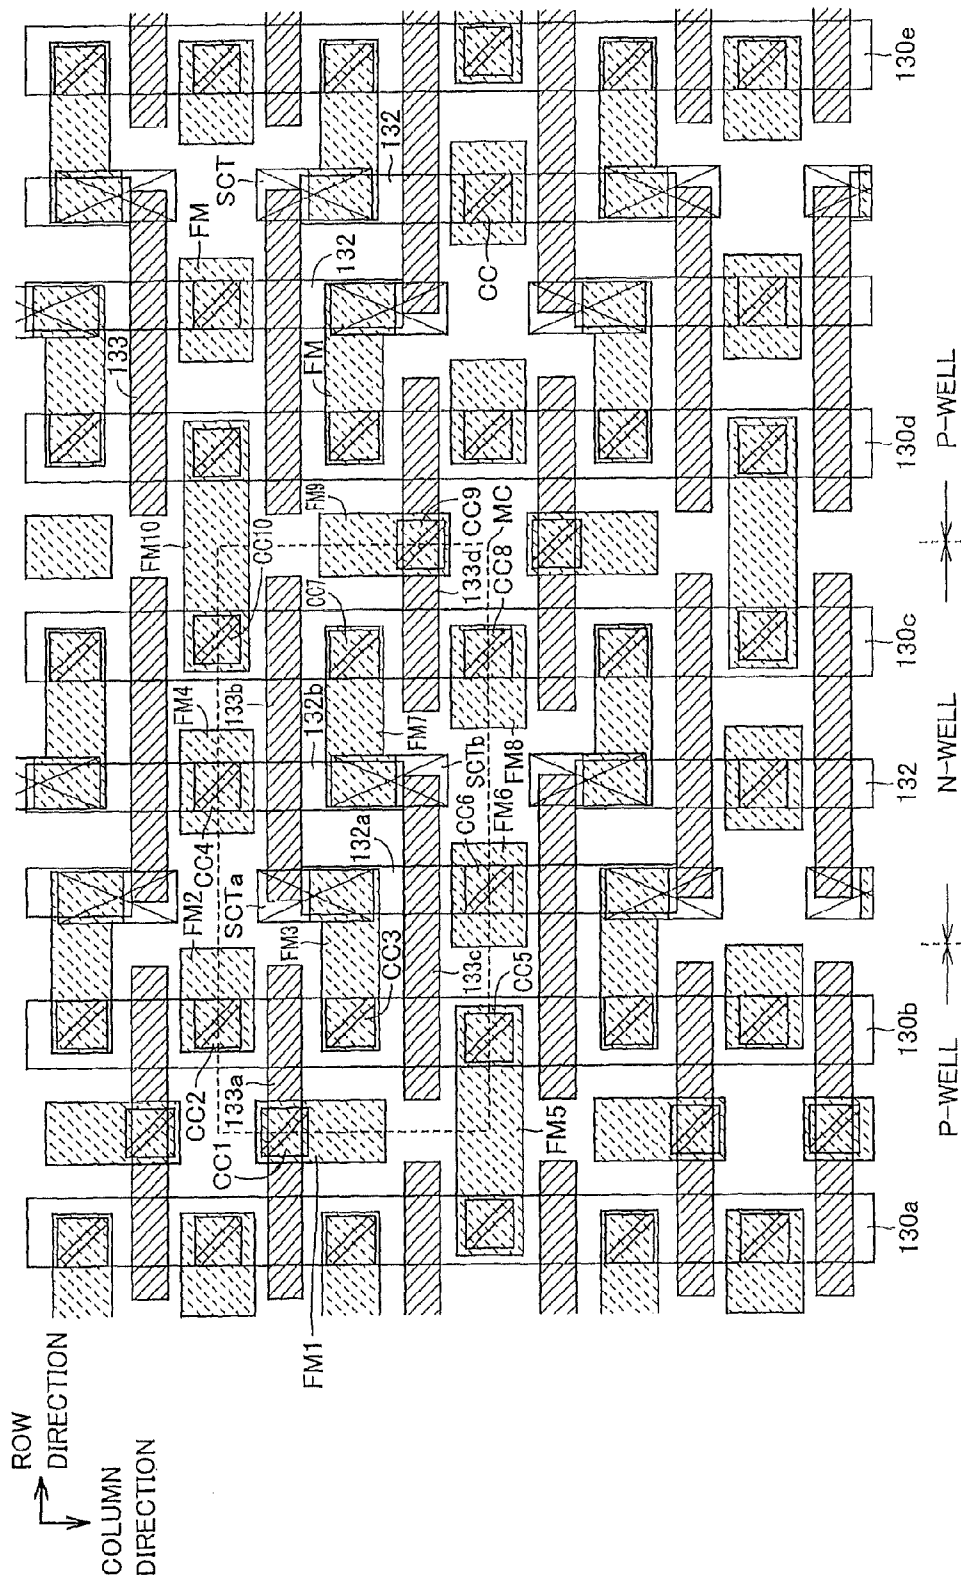 ROW
DIRECTION
COLUMN
DIRECTION
133
FM
SCT
132
132
FM10
CC10
FM
CC
FM4
133b
132b
CC7
FM9
CC9
133d
MC
CC8
FM7
SCTb
FM8
CC4
FM2
SCTa
132a
CC6
FM6
FM3
CC3
133c
CC5
CC2
133a
CC1
FM1
FM5
130a
130b
132
130c
130d
130e
P-WELL
N-WELL
P-WELL